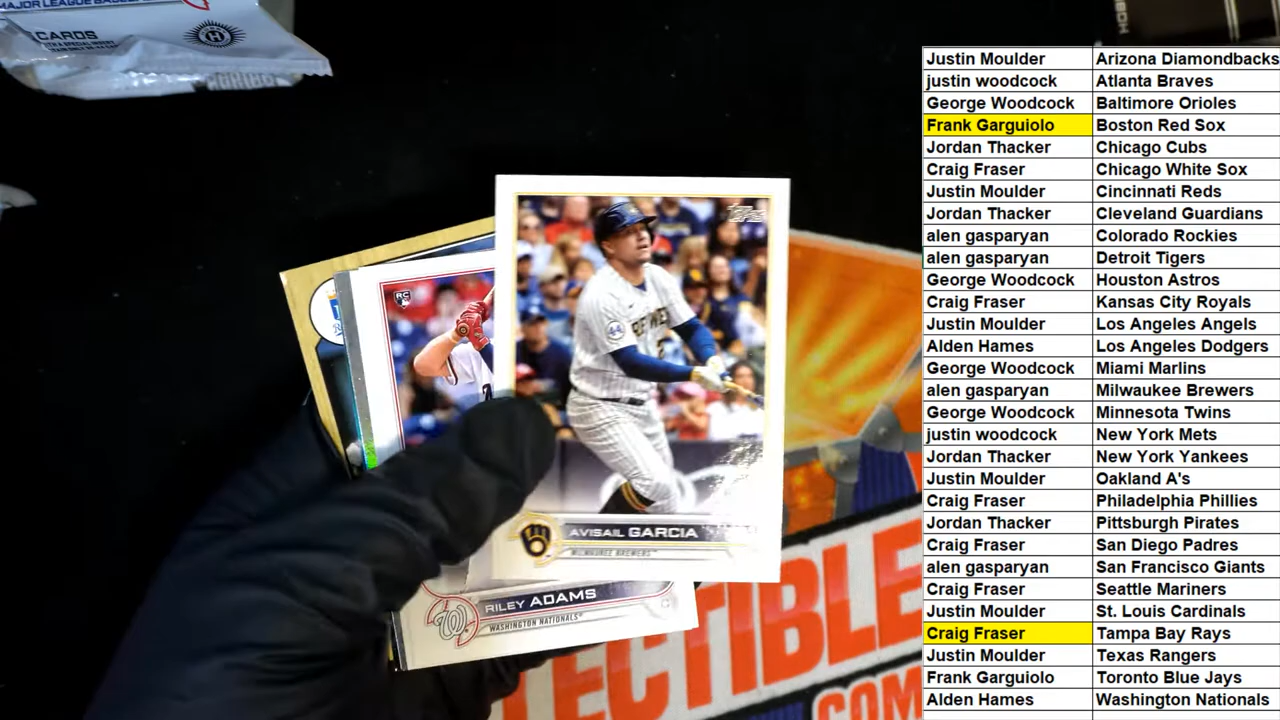 MAJOR LEAGUE BASEBALL
CARDS
HOB
Topps
RC
BREWERS
AVISAIL GARCIA
MILWAUKEE BREWERS™
RILEY ADAMS
WASHINGTON NATIONALS®
TECTIBLE
COM
Justin Moulder Arizona Diamondbacks
justin woodcock Atlanta Braves
George Woodcock Baltimore Orioles
Frank Garguiolo Boston Red Sox
Jordan Thacker Chicago Cubs
Craig Fraser Chicago White Sox
Justin Moulder Cincinnati Reds
Jordan Thacker Cleveland Guardians
alen gasparyan Colorado Rockies
alen gasparyan Detroit Tigers
George Woodcock Houston Astros
Craig Fraser Kansas City Royals
Justin Moulder Los Angeles Angels
Alden Hames Los Angeles Dodgers
George Woodcock Miami Marlins
alen gasparyan Milwaukee Brewers
George Woodcock Minnesota Twins
justin woodcock New York Mets
Jordan Thacker New York Yankees
Justin Moulder Oakland A's
Craig Fraser Philadelphia Phillies
Jordan Thacker Pittsburgh Pirates
Craig Fraser San Diego Padres
alen gasparyan San Francisco Giants
Craig Fraser Seattle Mariners
Justin Moulder St. Louis Cardinals
Craig Fraser Tampa Bay Rays
Justin Moulder Texas Rangers
Frank Garguiolo Toronto Blue Jays
Alden Hames Washington Nationals